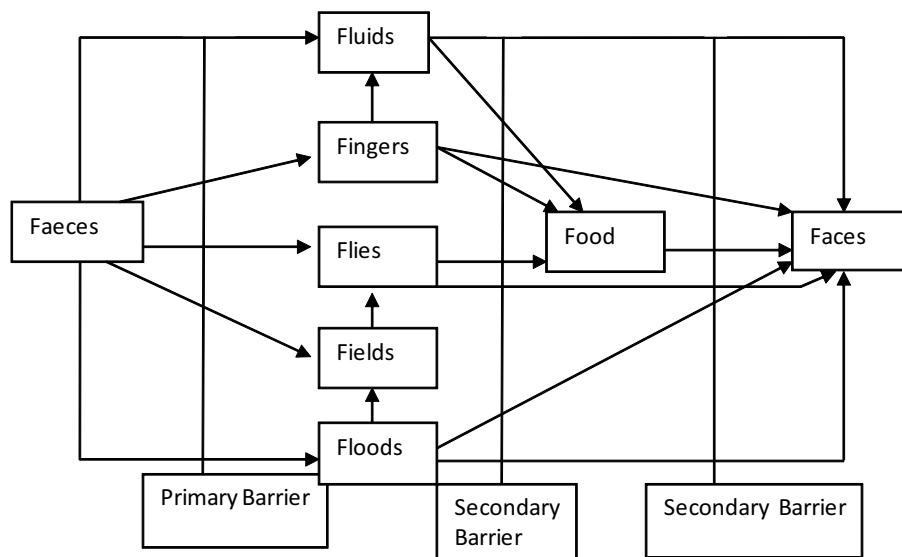 Fluids
Fingers
Faeces
Flies
Food
Faces
Fields
Floods
Primary Barrier
Secondary
Barrier
Secondary Barrier